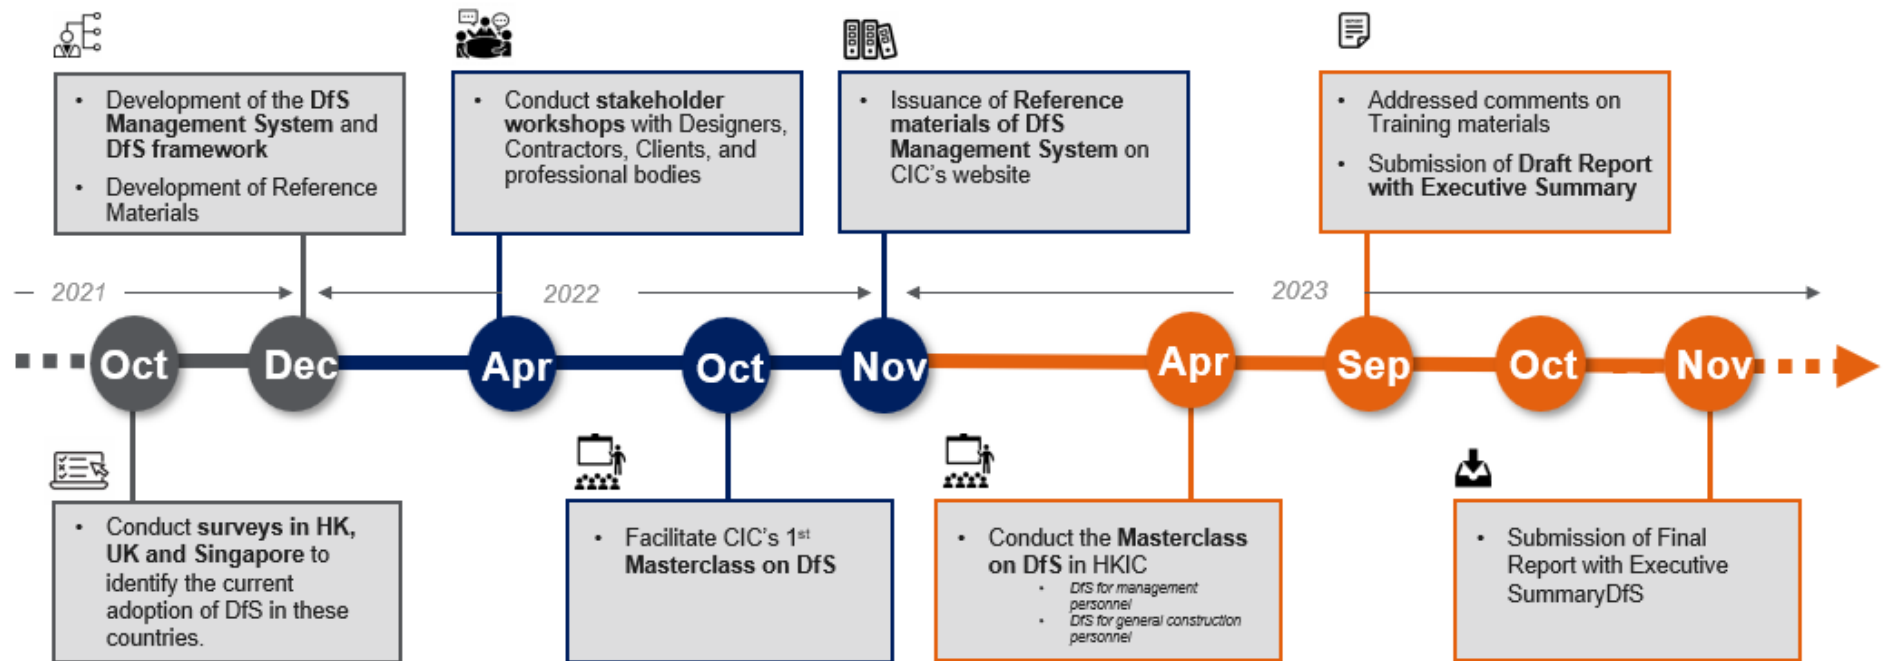 • Development of the DfS
Management System and
DfS framework
• Development of Reference
Materials
• Conduct stakeholder
workshops with Designers,
Contractors, Clients, and
professional bodies
• Issuance of Reference
materials of DfS
Management System on
CIC's website
REPORT
• Addressed comments on
Training materials
• Submission of Draft Report
with Executive Summary
2021
2022
2023
Oct
Dec
Apr
Oct
Nov
Apr
Sep
Oct
Nov
• Conduct surveys in HK,
UK and Singapore to
identify the current
adoption of DfS in these
countries.
• Facilitate CIC's 1st
Masterclass on DfS
• Conduct the Masterclass
on DfS in HKIC
• DfS for management
personnel
• DfS for general construction
personnel
• Submission of Final
Report with Executive
SummaryDfS